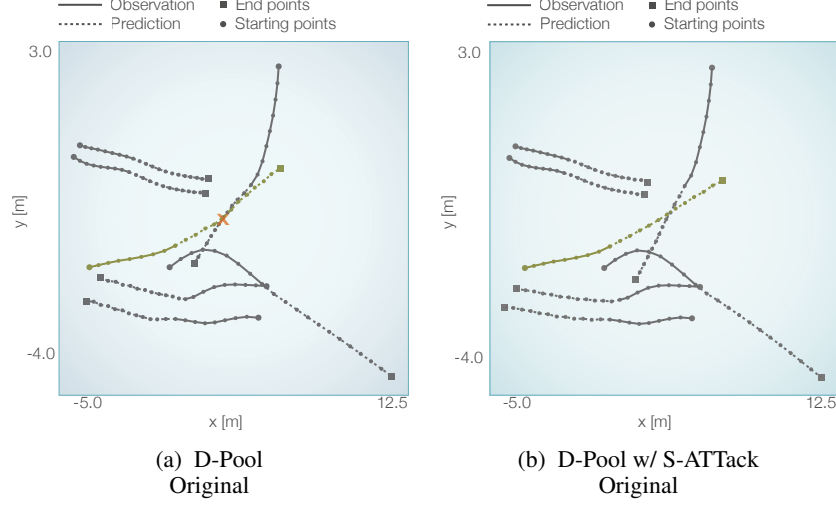 Observation End points
Prediction Starting points
3.0
y [m]
-4.0
-5.0 12.5
x [m]
(a) D-Pool
Original
Observation End points
Prediction Starting points
3.0
y [m]
-4.0
-5.0 12.5
x [m]
(b) D-Pool w/ S-ATTack
Original